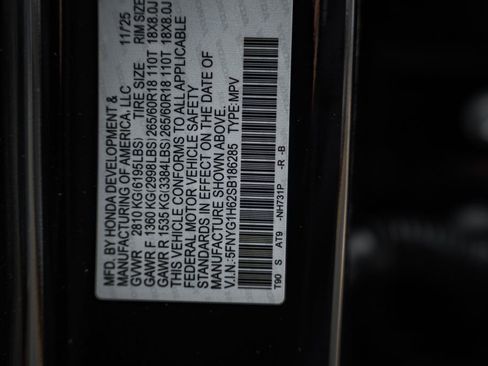 MFD. BY HONDA DEVELOPMENT & 11/25
MANUFACTURING OF AMERICA, LLC
GVWR 2810 KG(6195LBS) TIRE SIZE RIM SIZE
GAWR F 1360 KG(2998LBS) 265/60R18 110T 18X8.0J
GAWR R 1535 KG(3384LBS) 265/60R18 110T 18X8.0J
THIS VEHICLE CONFORMS TO ALL APPLICABLE
FEDERAL MOTOR VEHICLE SAFETY
STANDARDS IN EFFECT ON THE DATE OF
MANUFACTURE SHOWN ABOVE.
V.I.N.:5FNYG1H62SB186285 TYPE:MPV
T90 S AT9 -NH731P -R -B